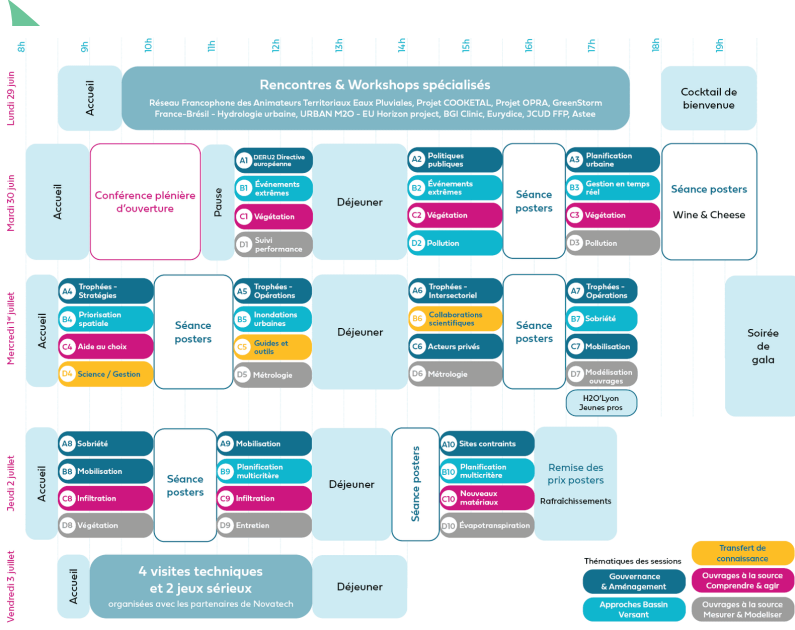 8h
9h
10h
11h
12h
13h
14h
15h
16h
17h
18h
19h
Lundi 29 juin
Accueil
Rencontres & Workshops spécialisés
Réseau Francophone des Animateurs Territoriaux Eaux Pluviales, Projet COOKETAL, Projet OPRA, GreenStorm
France-Brésil - Hydrologie urbaine, URBAN M2O - EU Horizon project, BGI Clinic, Eurydice, JCUD FFP, Astee
Cocktail de
bienvenue
Mardi 30 juin
Accueil
Conférence plénière
d'ouverture
Pause
A1 DERU2 Directive
européenne
B1 Événements
extrêmes
C1 Végétation
D1 Suivi
performance
Déjeuner
A2 Politiques
publiques
B2 Événements
extrêmes
C2 Végétation
D2 Pollution
Séance
posters
A3 Planification
urbaine
B3 Gestion en temps
réel
C3 Végétation
D3 Pollution
Séance posters
Wine & Cheese
Mercredi 1er juillet
Accueil
A4 Trophées -
Stratégies
B4 Priorisation
spatiale
C4 Aide au choix
D4 Science / Gestion
Séance
posters
A5 Trophées -
Opérations
B5 Inondations
urbaines
C5 Guides et
outils
D5 Métrologie
Déjeuner
A6 Trophées -
Intersectoriel
B6 Collaborations
scientifiques
C6 Acteurs privés
D6 Métrologie
Séance
posters
A7 Trophées -
Opérations
B7 Sobriété
C7 Mobilisation
D7 Modélisation
ouvrages
H2O'Lyon
Jeunes pros
Soirée
de
gala
Jeudi 2 juillet
Accueil
A8 Sobriété
B8 Mobilisation
C8 Infiltration
D8 Végétation
Séance
posters
A9 Mobilisation
B9 Planification
multicritère
C9 Infiltration
D9 Entretien
Déjeuner
Séance posters
A10 Sites contraints
B10 Planification
multicritère
C10 Nouveaux
matériaux
D10 Évapotranspiration
Remise des
prix posters
Rafraîchissements
Vendredi 3 juillet
Accueil
4 visites techniques
et 2 jeux sérieux
organisées avec les partenaires de Novatech
Déjeuner
Thématiques des sessions
Gouvernance
& Aménagement
Approches Bassin
Versant
Transfert de
connaissance
Ouvrages à la source
Comprendre & agir
Ouvrages à la source
Mesurer & Modeliser